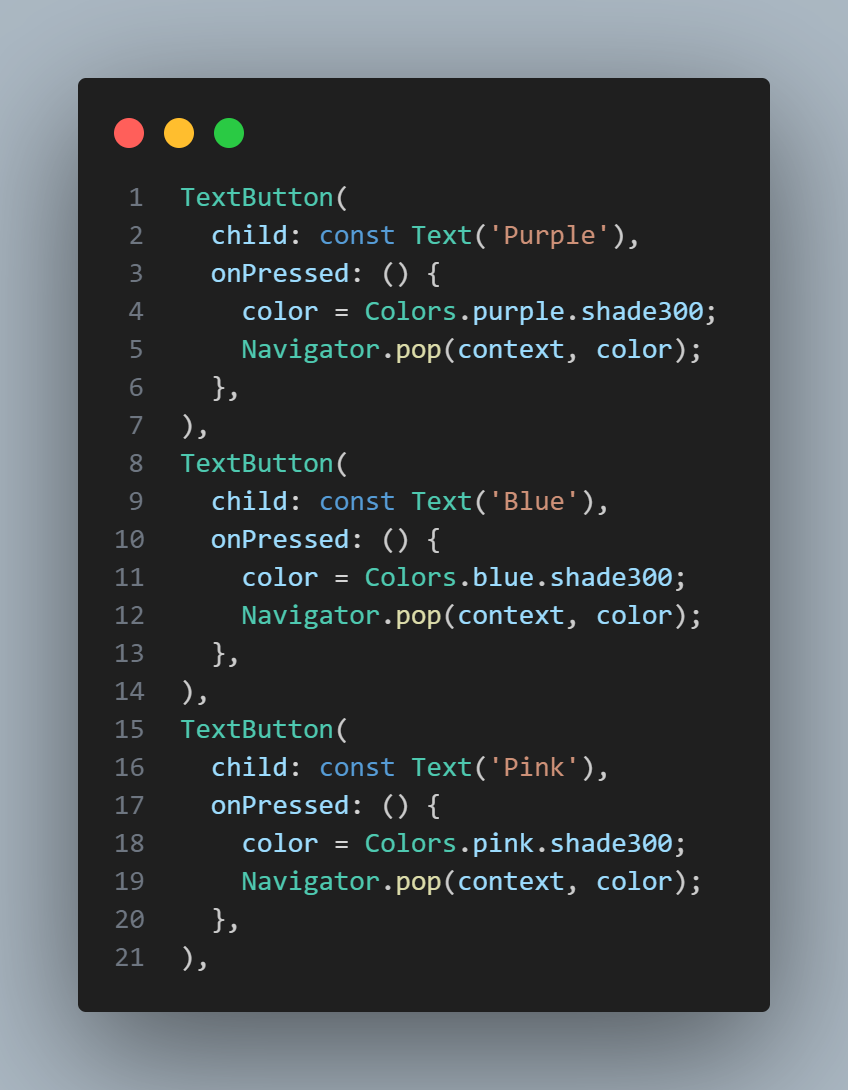 1 TextButton(
2   child: const Text('Purple'),
3   onPressed: () {
4     color = Colors.purple.shade300;
5     Navigator.pop(context, color);
6   },
7 ),
8 TextButton(
9   child: const Text('Blue'),
10   onPressed: () {
11     color = Colors.blue.shade300;
12     Navigator.pop(context, color);
13   },
14 ),
15 TextButton(
16   child: const Text('Pink'),
17   onPressed: () {
18     color = Colors.pink.shade300;
19     Navigator.pop(context, color);
20   },
21 ),